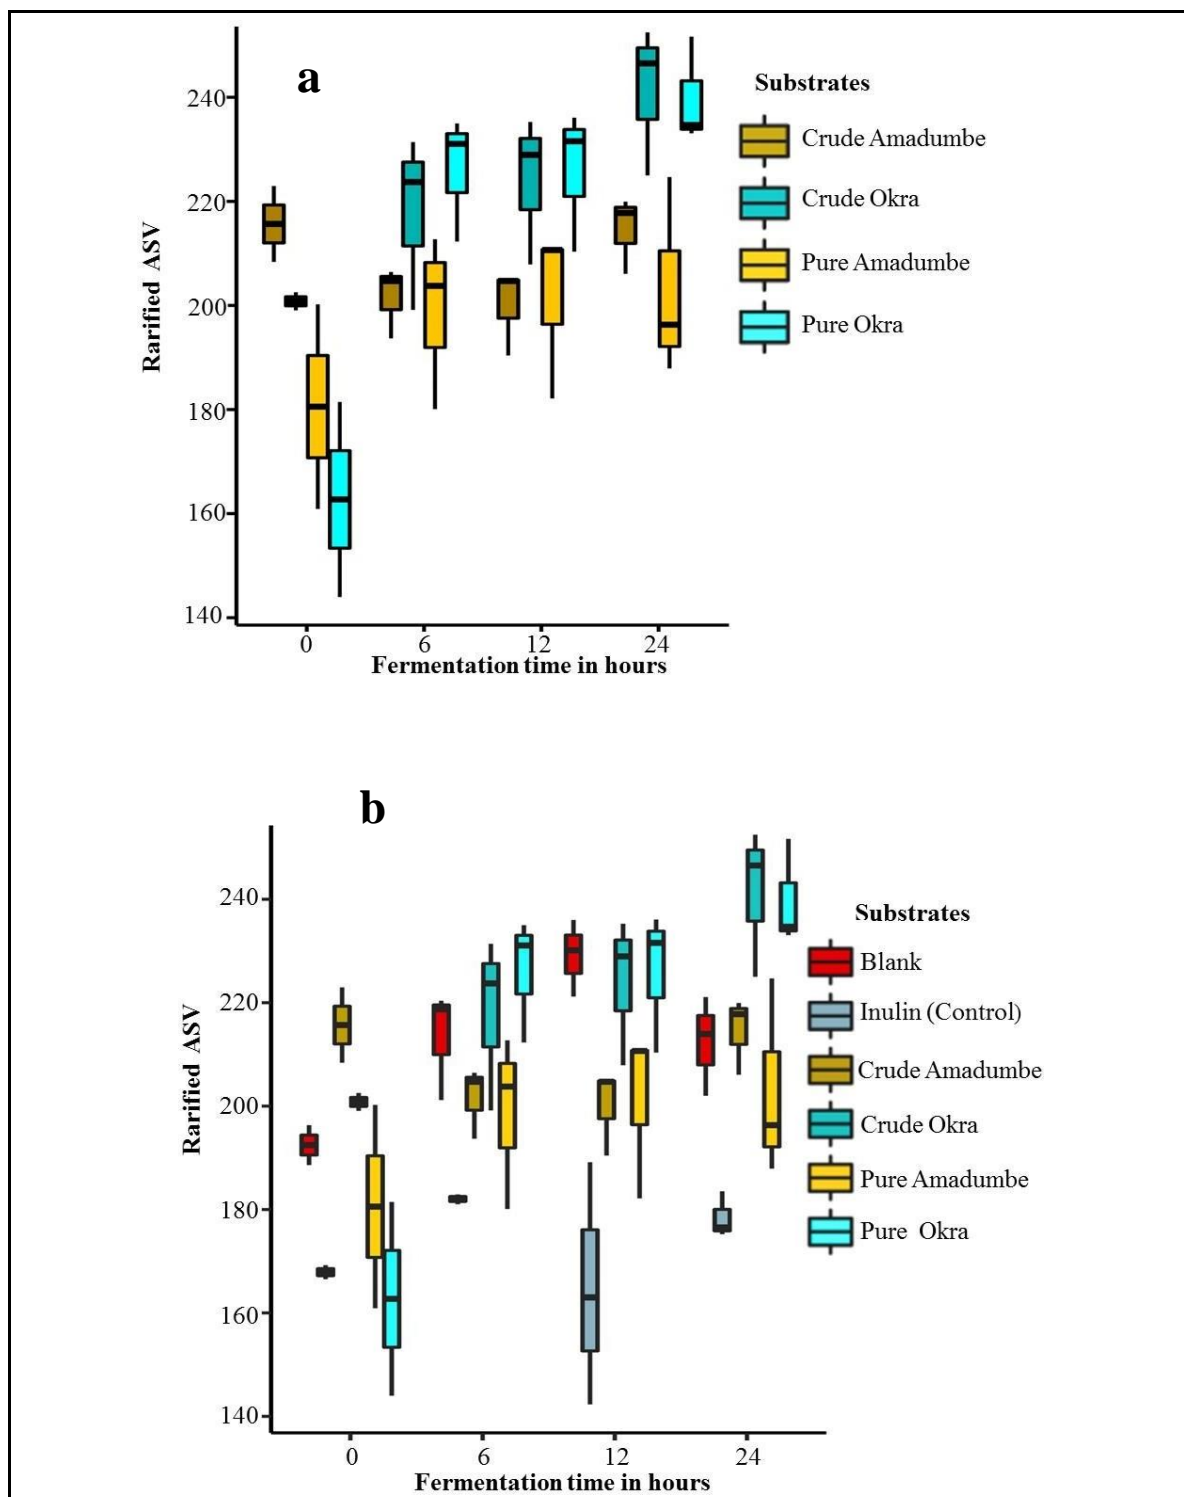 a
240
220
200
180
160
140
Rarified ASV
0 6 12 24
Fermentation time in hours
Substrates
Crude Amadumbe
Crude Okra
Pure Amadumbe
Pure Okra
b
240
220
200
180
160
140
Rarified ASV
0 6 12 24
Fermentation time in hours
Substrates
Blank
Inulin (Control)
Crude Amadumbe
Crude Okra
Pure Amadumbe
Pure Okra